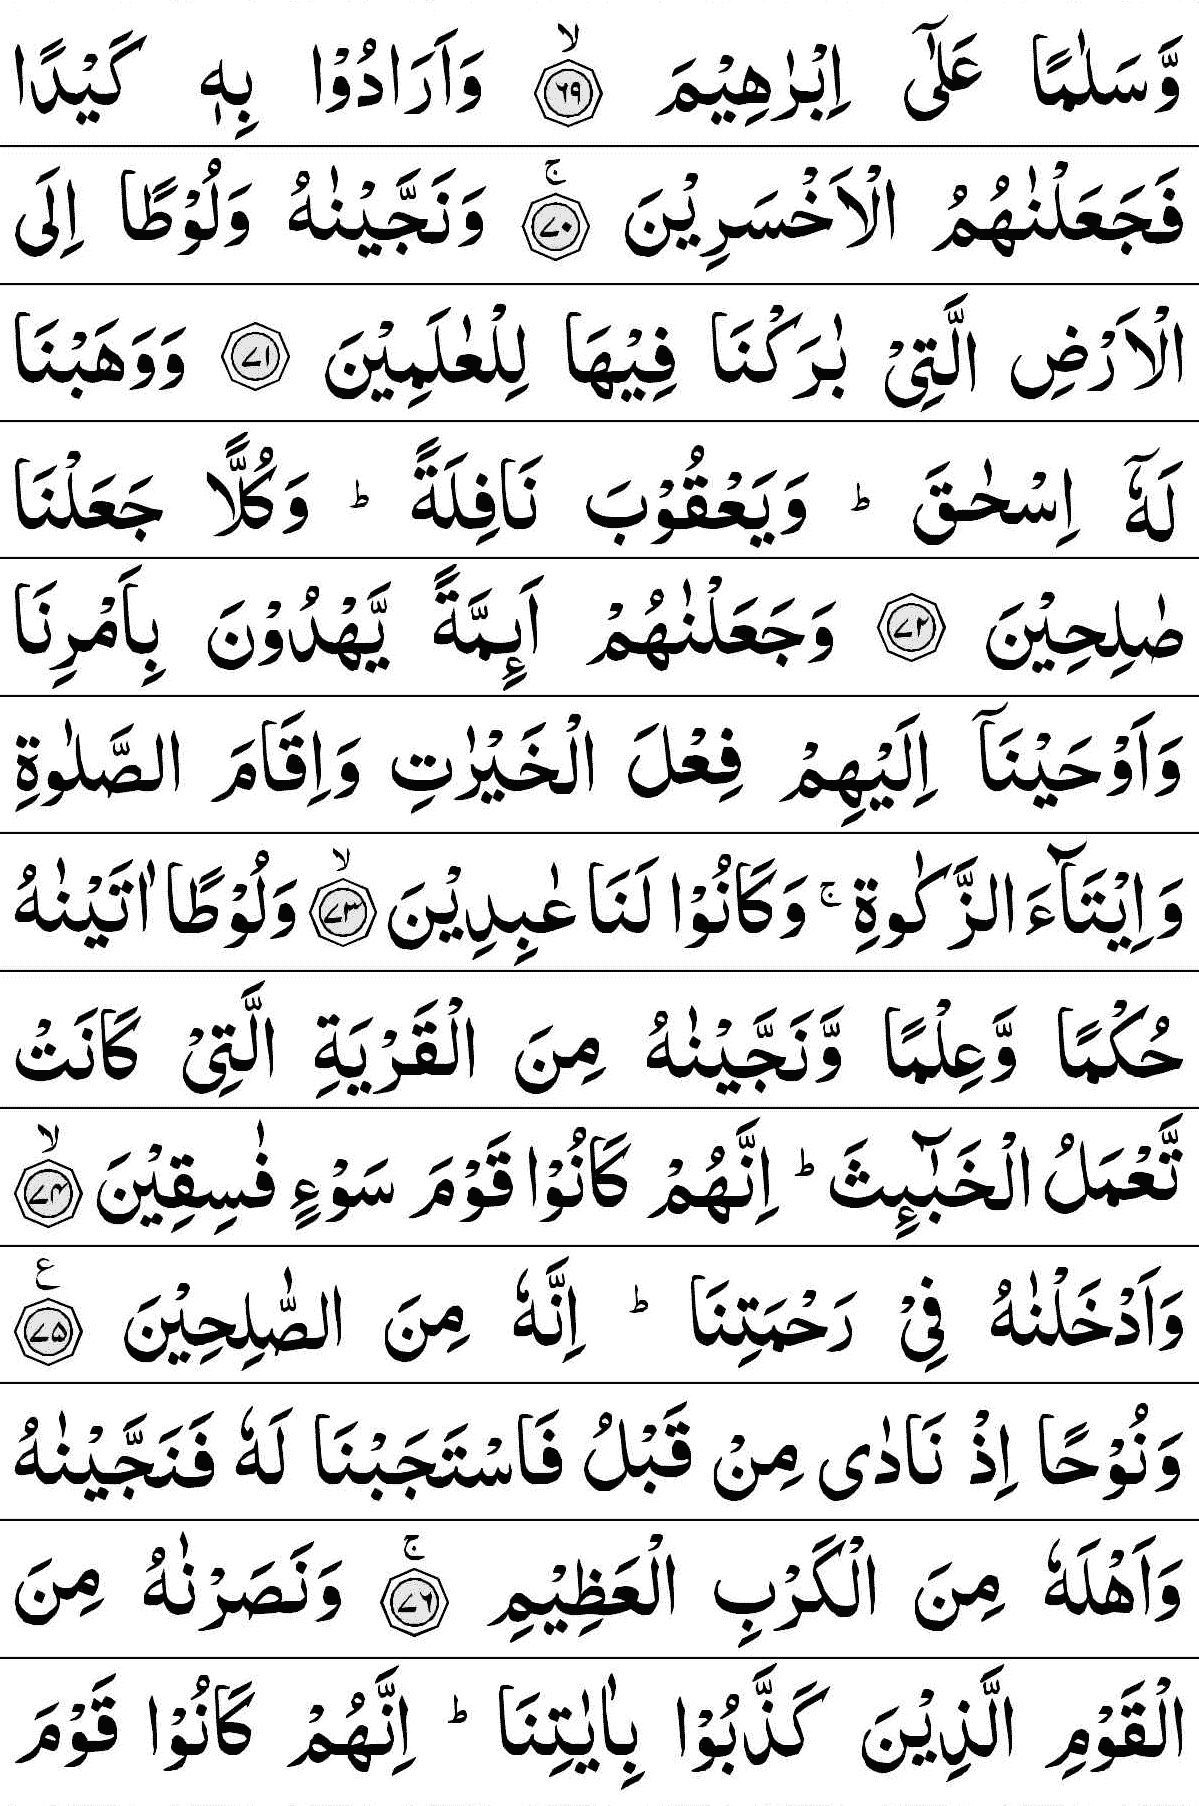 وَّسَلٰمًا عَلٰٓى اِبْرٰهِيْمَ ۙ﴿۶۹﴾ وَاَرَادُوْا بِهٖ كَيْدًا
فَجَعَلْنٰهُمُ الْاَخْسَرِيْنَ ۚ﴿۷۰﴾ وَنَجَّيْنٰهُ وَلُوْطًا اِلَى
الْاَرْضِ الَّتِىْ بٰرَكْنَا فِيْهَا لِلْعٰلَمِيْنَ ﴿۷۱﴾ وَوَهَبْنَا
لَهٗۤ اِسْحٰقَ ؕ وَيَعْقُوْبَ نَافِلَةً ؕ وَكُلًّا جَعَلْنَا
صٰلِحِيْنَ ﴿۷۲﴾ وَجَعَلْنٰهُمْ اَىِٕمَّةً يَّهْدُوْنَ بِاَمْرِنَا
وَاَوْحَيْنَاۤ اِلَيْهِمْ فِعْلَ الْخَيْرٰتِ وَاِقَامَ الصَّلٰوةِ
وَاِيْتَآءَ الزَّكٰوةِ ۚ وَكَانُوْا لَنَا عٰبِدِيْنَ ۙ﴿۷۳﴾ وَلُوْطًا اٰتَيْنٰهُ
حُكْمًا وَّعِلْمًا وَّنَجَّيْنٰهُ مِنَ الْقَرْيَةِ الَّتِىْ كَانَتْ
تَّعْمَلُ الْخَبٰٓىِٕثَ ؕ اِنَّهُمْ كَانُوْا قَوْمَ سَوْءٍ فٰسِقِيْنَ ۙ﴿۷۴﴾
وَاَدْخَلْنٰهُ فِىْ رَحْمَتِنَا ؕ اِنَّهٗ مِنَ الصّٰلِحِيْنَ ﴿۷۵﴾ ع
وَنُوْحًا اِذْ نَادٰى مِنْ قَبْلُ فَاسْتَجَبْنَا لَهٗ فَنَجَّيْنٰهُ
وَاَهْلَهٗ مِنَ الْكَرْبِ الْعَظِيْمِ ۚ﴿۷۶﴾ وَنَصَرْنٰهُ مِنَ
الْقَوْمِ الَّذِيْنَ كَذَّبُوْا بِاٰيٰتِنَا ؕ اِنَّهُمْ كَانُوْا قَوْمَ